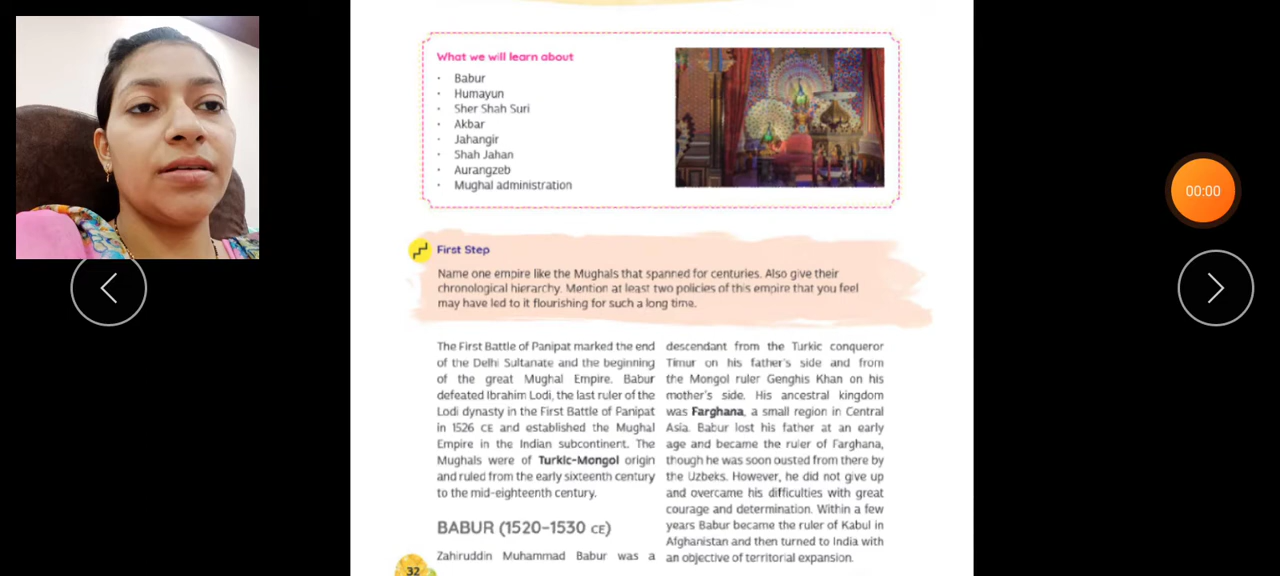 What we will learn about
• Babur
• Humayun
• Sher Shah Suri
• Akbar
• Jahangir
• Shah Jahan
• Aurangzeb
• Mughal administration
00:00
First Step
Name one empire like the Mughals that spanned for centuries. Also give their
chronological hierarchy. Mention at least two policies of this empire that you feel
may have led to it flourishing for such a long time.
The First Battle of Panipat marked the end
of the Delhi Sultanate and the beginning
of the great Mughal Empire. Babur
defeated Ibrahim Lodi, the last ruler of the
Lodi dynasty in the First Battle of Panipat
in 1526 CE and established the Mughal
Empire in the Indian subcontinent. The
Mughals were of Turkic-Mongol origin
and ruled from the early sixteenth century
to the mid-eighteenth century.
BABUR (1520–1530 CE)
Zahiruddin Muhammad Babur was a
descendant from the Turkic conqueror
Timur on his father's side and from
the Mongol ruler Genghis Khan on his
mother's side. His ancestral kingdom
was Farghana, a small region in Central
Asia. Babur lost his father at an early
age and became the ruler of Farghana,
though he was soon ousted from there by
the Uzbeks. However, he did not give up
and overcame his difficulties with great
courage and determination. Within a few
years Babur became the ruler of Kabul in
Afghanistan and then turned to India with
an objective of territorial expansion.
32